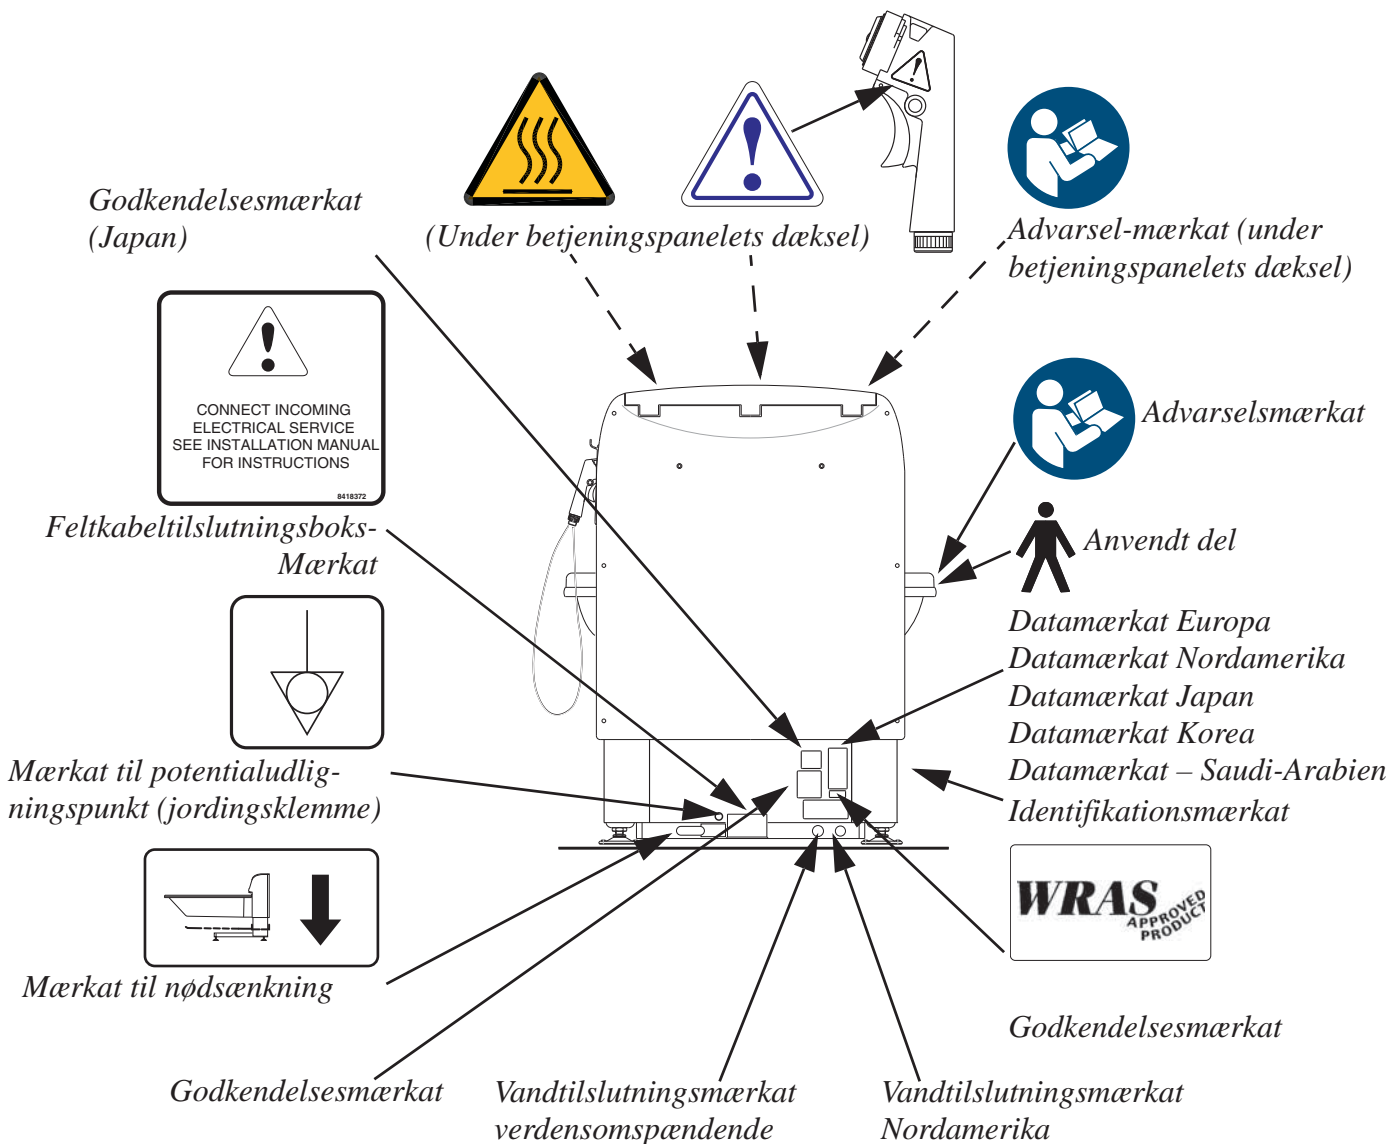 Godkendelsesmærkat
(Japan)
(Under betjeningspanelets dæksel)
Advarsel-mærkat (under
betjeningspanelets dæksel)
CONNECT INCOMING
ELECTRICAL SERVICE
SEE INSTALLATION MANUAL
FOR INSTRUCTIONS
8418372
Advarselsmærkat
Feltkabeltilslutningsboks-
Mærkat
Anvendt del
Datamærkat Europa
Datamærkat Nordamerika
Datamærkat Japan
Datamærkat Korea
Datamærkat – Saudi-Arabien
Identifikationsmærkat
Mærkat til potentialudlig-
ningspunkt (jordingsklemme)
WRAS
APPROVED
PRODUCT
Mærkat til nødsænkning
Godkendelsesmærkat
Godkendelsesmærkat
Vandtilslutningsmærkat
verdensomspændende
Vandtilslutningsmærkat
Nordamerika